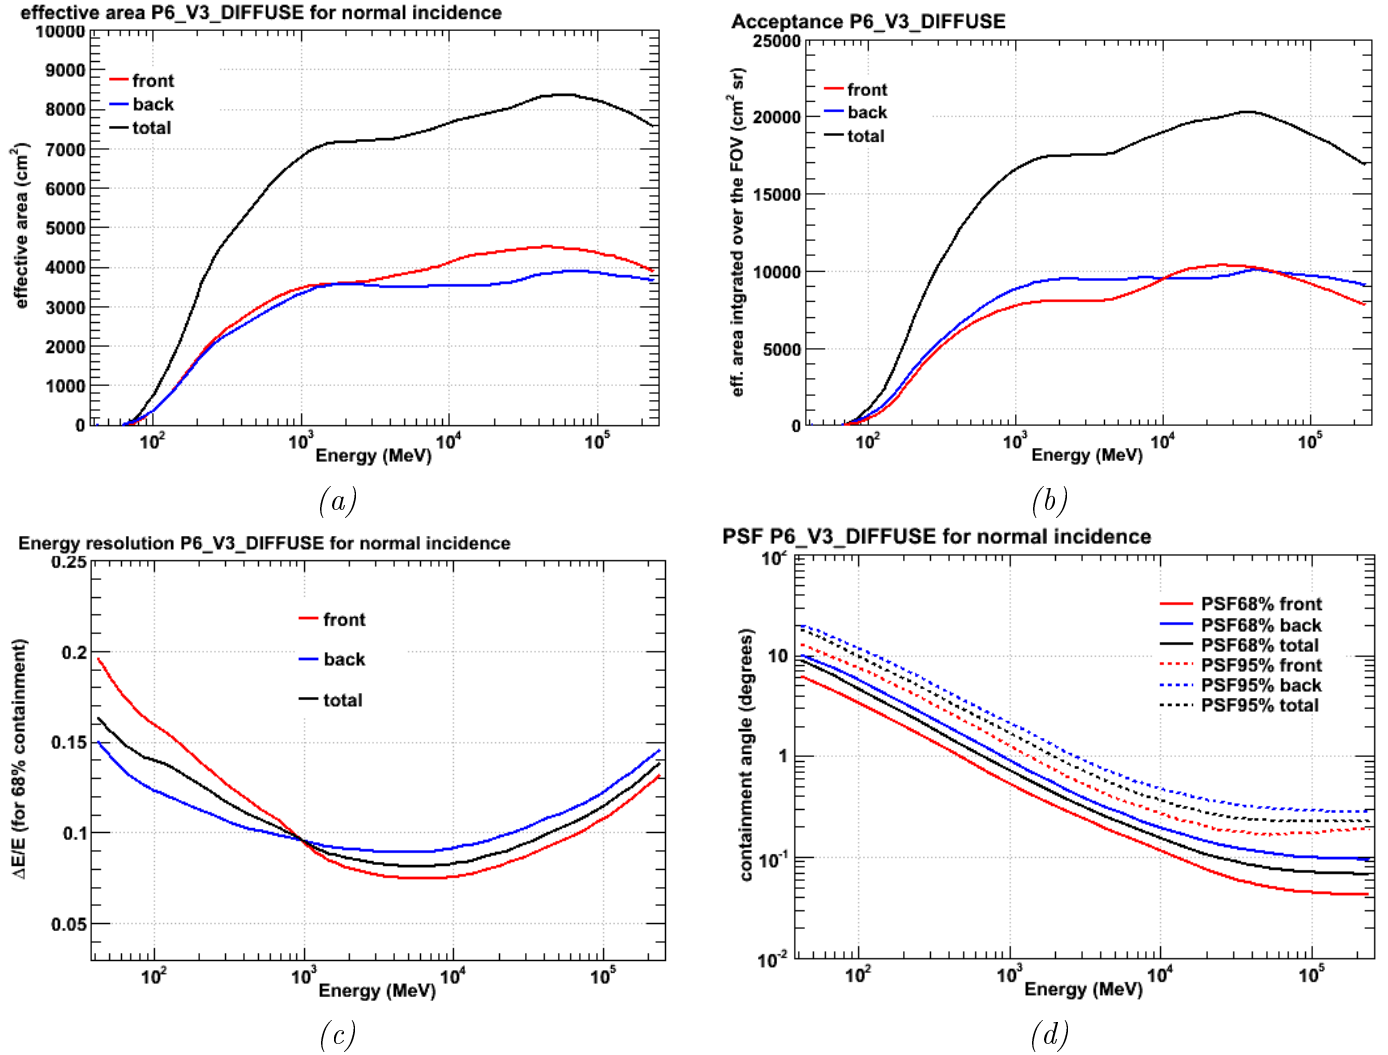 effective area P6_V3_DIFFUSE for normal incidence
effective area (cm²)
10000
9000
8000
7000
6000
5000
4000
3000
2000
1000
0
front
back
total
10²
10³
10⁴
10⁵
Energy (MeV)
(a)
Acceptance P6_V3_DIFFUSE
eff. area intgrated over the FOV (cm² sr)
25000
20000
15000
10000
5000
0
front
back
total
10²
10³
10⁴
10⁵
Energy (MeV)
(b)
Energy resolution P6_V3_DIFFUSE for normal incidence
ΔE/E (for 68% containment)
0.25
0.2
0.15
0.1
0.05
front
back
total
10²
10³
10⁴
10⁵
Energy (MeV)
(c)
PSF P6_V3_DIFFUSE for normal incidence
containment angle (degrees)
10²
10
1
10⁻¹
10⁻²
PSF68% front
PSF68% back
PSF68% total
PSF95% front
PSF95% back
PSF95% total
10²
10³
10⁴
10⁵
Energy (MeV)
(d)